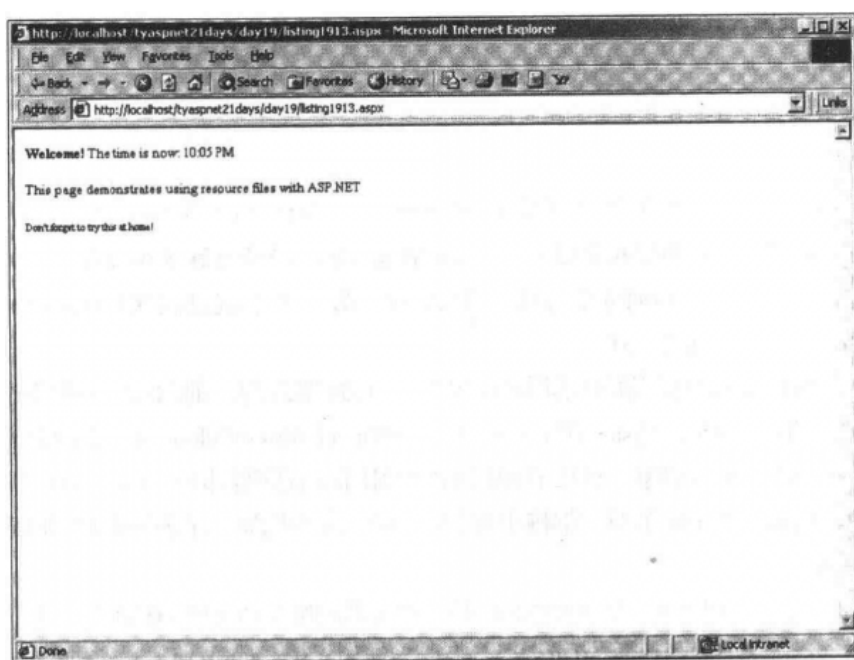 http://localhost/tyaspnet21days/day19/listing1913.aspx - Microsoft Internet Explorer
File Edit View Favorites Tools Help
Back Search Favorites History
Address http://localhost/tyaspnet21days/day19/listing1913.aspx Links
Welcome! The time is now: 10:05 PM
This page demonstrates using resource files with ASP.NET
Don't forget to try this at home!
Done Local intranet